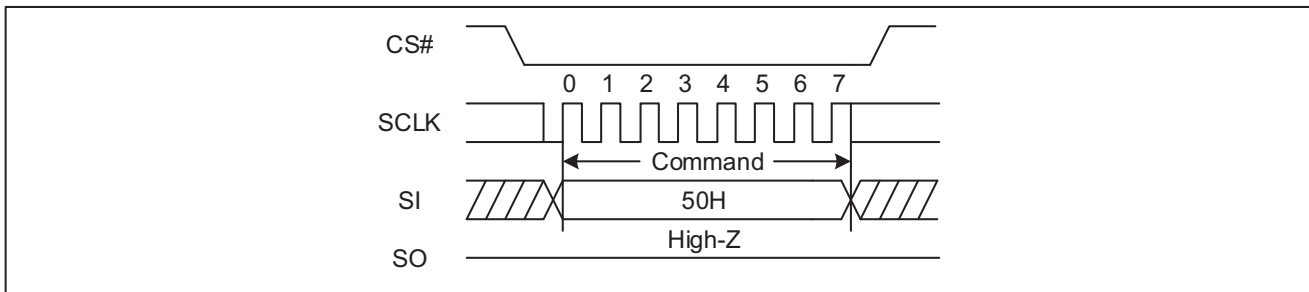 CS#
0 1 2 3 4 5 6 7
SCLK
Command
SI
50H
High-Z
SO